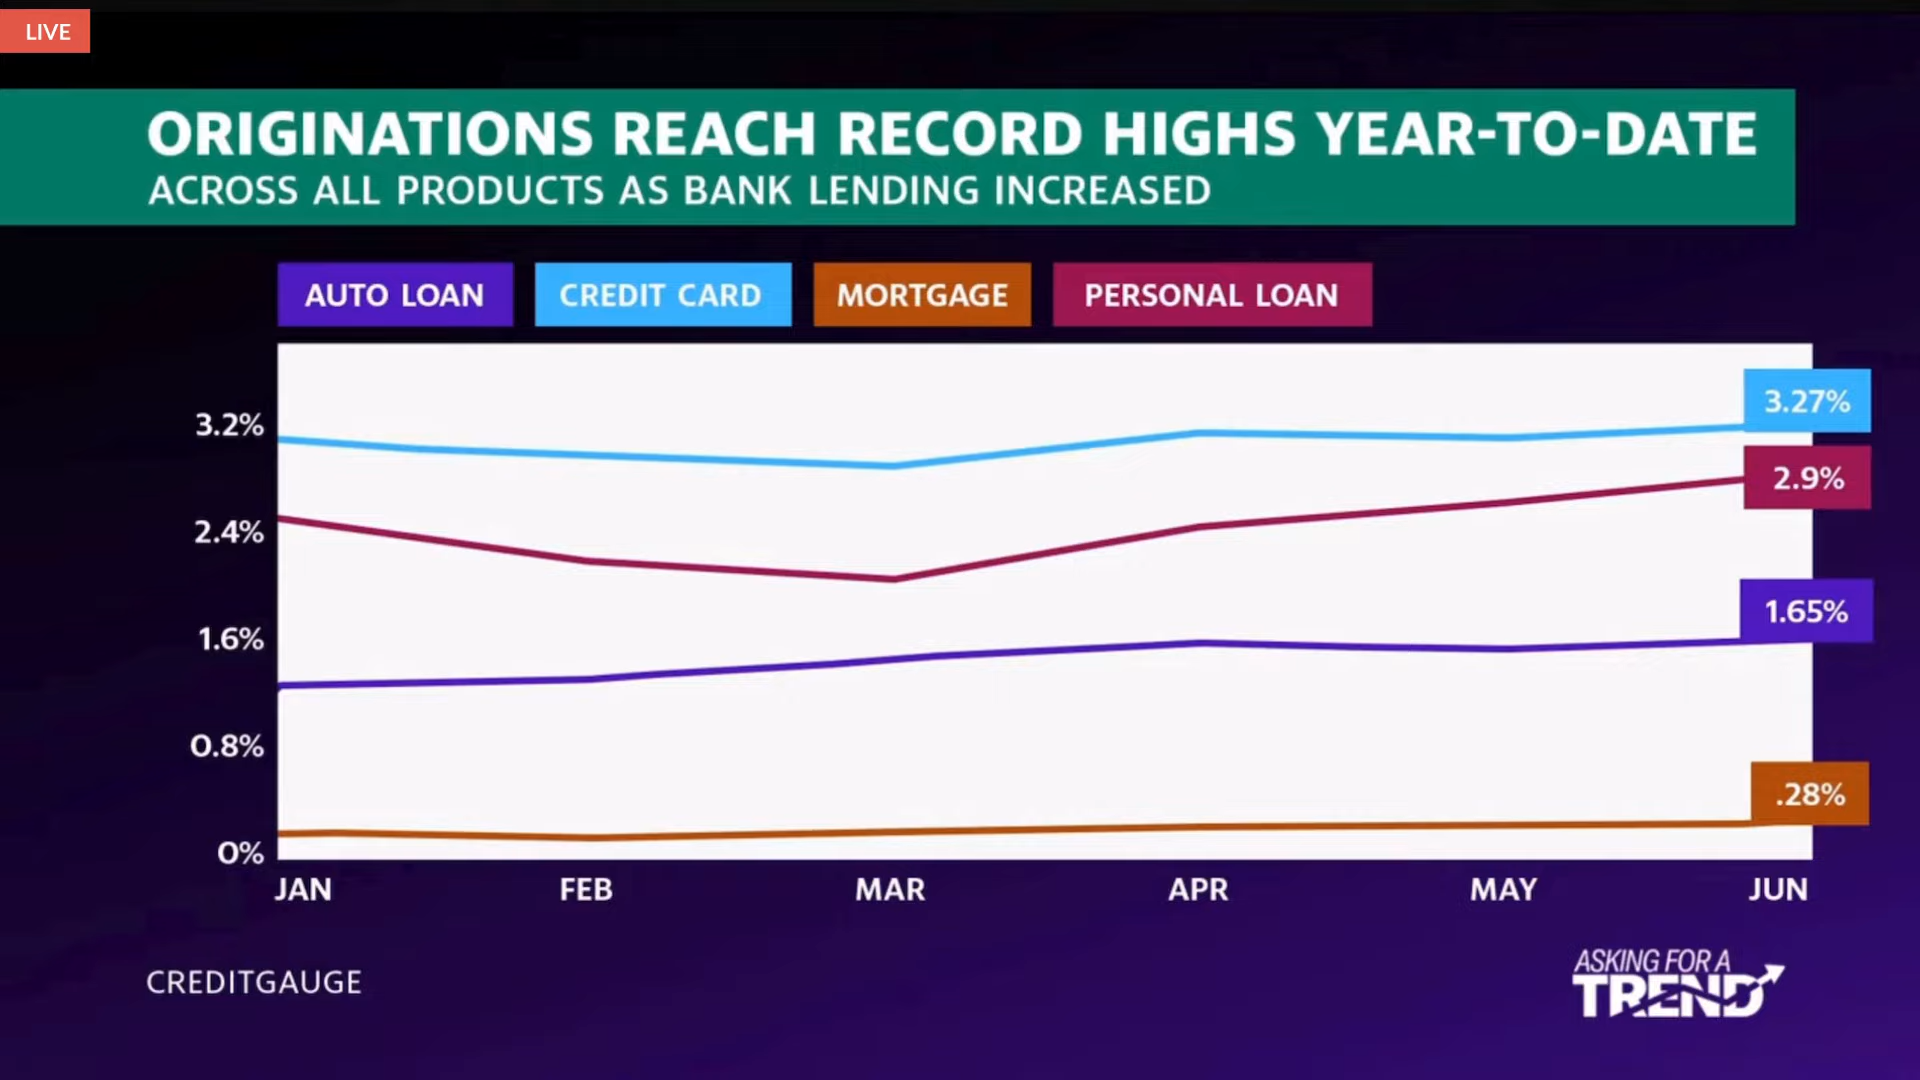 LIVE
ORIGINATIONS REACH RECORD HIGHS YEAR-TO-DATE
ACROSS ALL PRODUCTS AS BANK LENDING INCREASED
AUTO LOAN
CREDIT CARD
MORTGAGE
PERSONAL LOAN
3.2%
2.4%
1.6%
0.8%
0%
3.27%
2.9%
1.65%
.28%
JAN
FEB
MAR
APR
MAY
JUN
CREDITGAUGE
ASKING FOR A
TREND